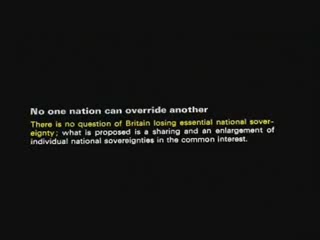 No one nation can override another
There is no question of Britain losing essential national sover-
eignty; what is proposed is a sharing and an enlargement of
individual national sovereignties in the common interest.